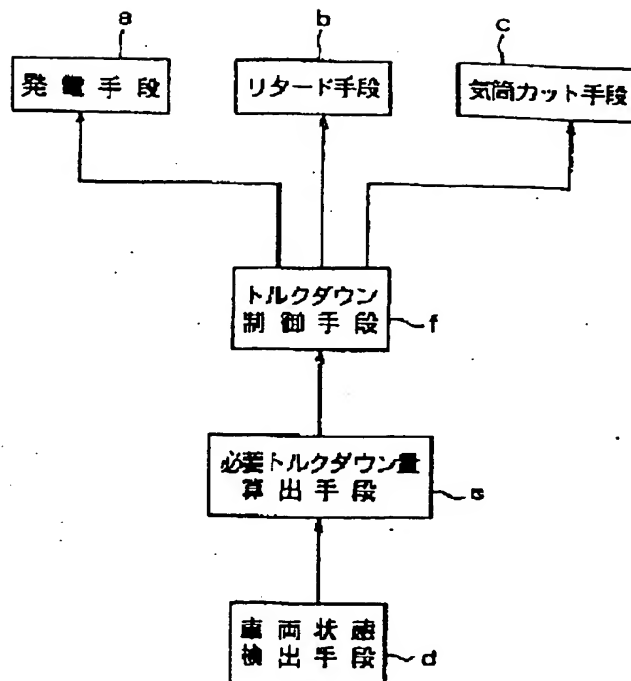 a
b
c
発電手段
リタード手段
気筒カット手段
トルクダウン
制御手段
f
必要トルクダウン量
算出手段
e
車両状態
検出手段
d